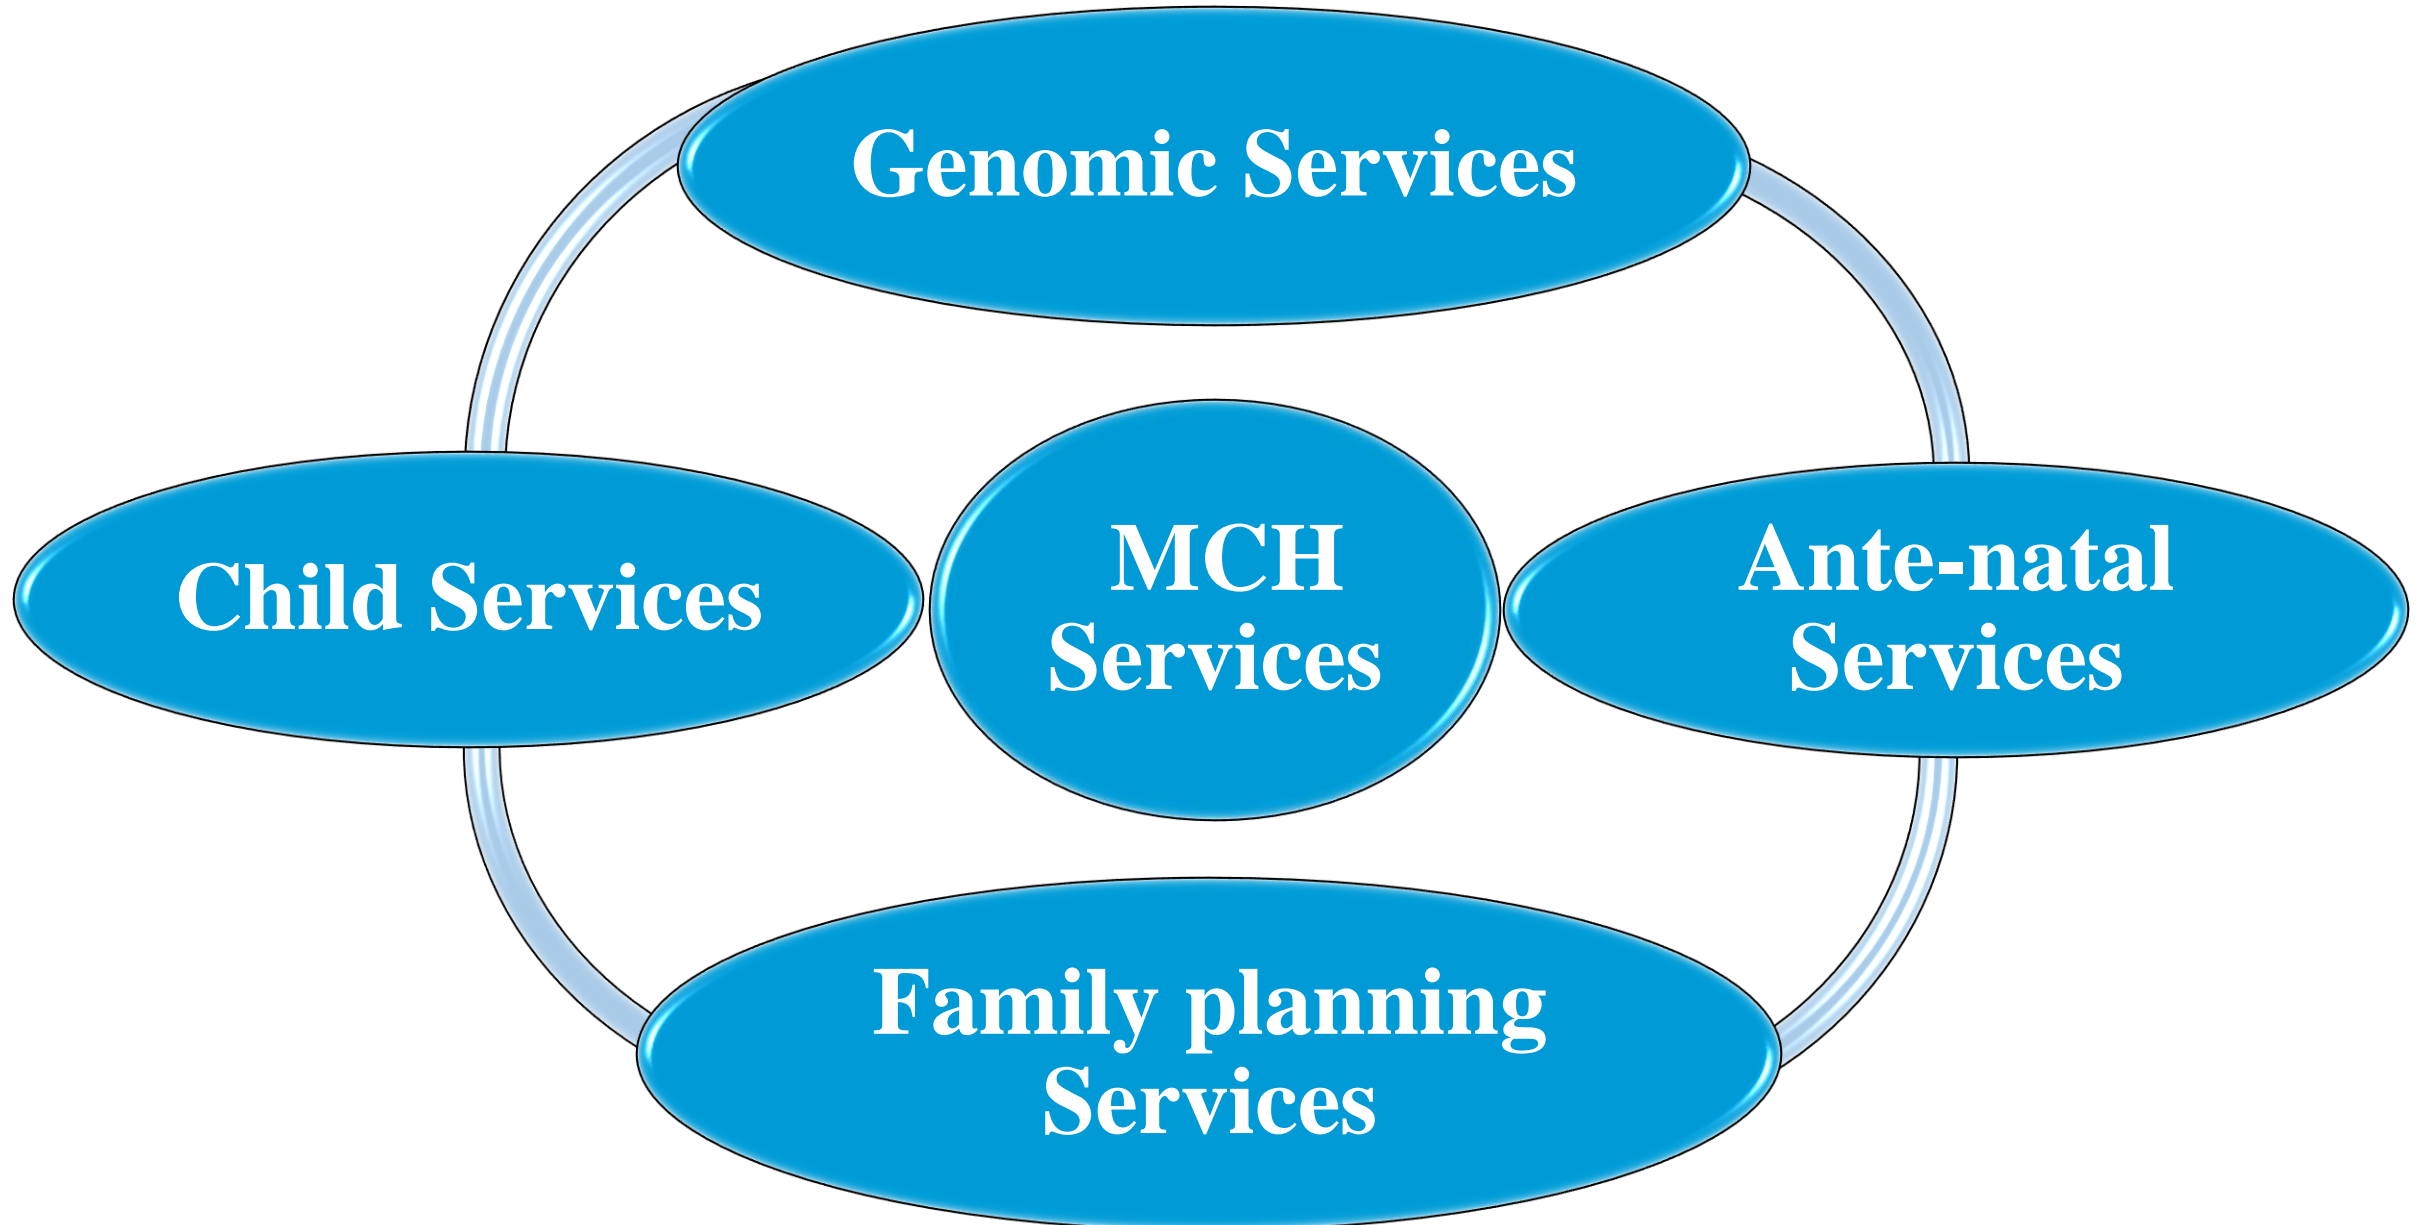 Genomic Services
Child Services
MCH
Services
Ante-natal
Services
Family planning
Services